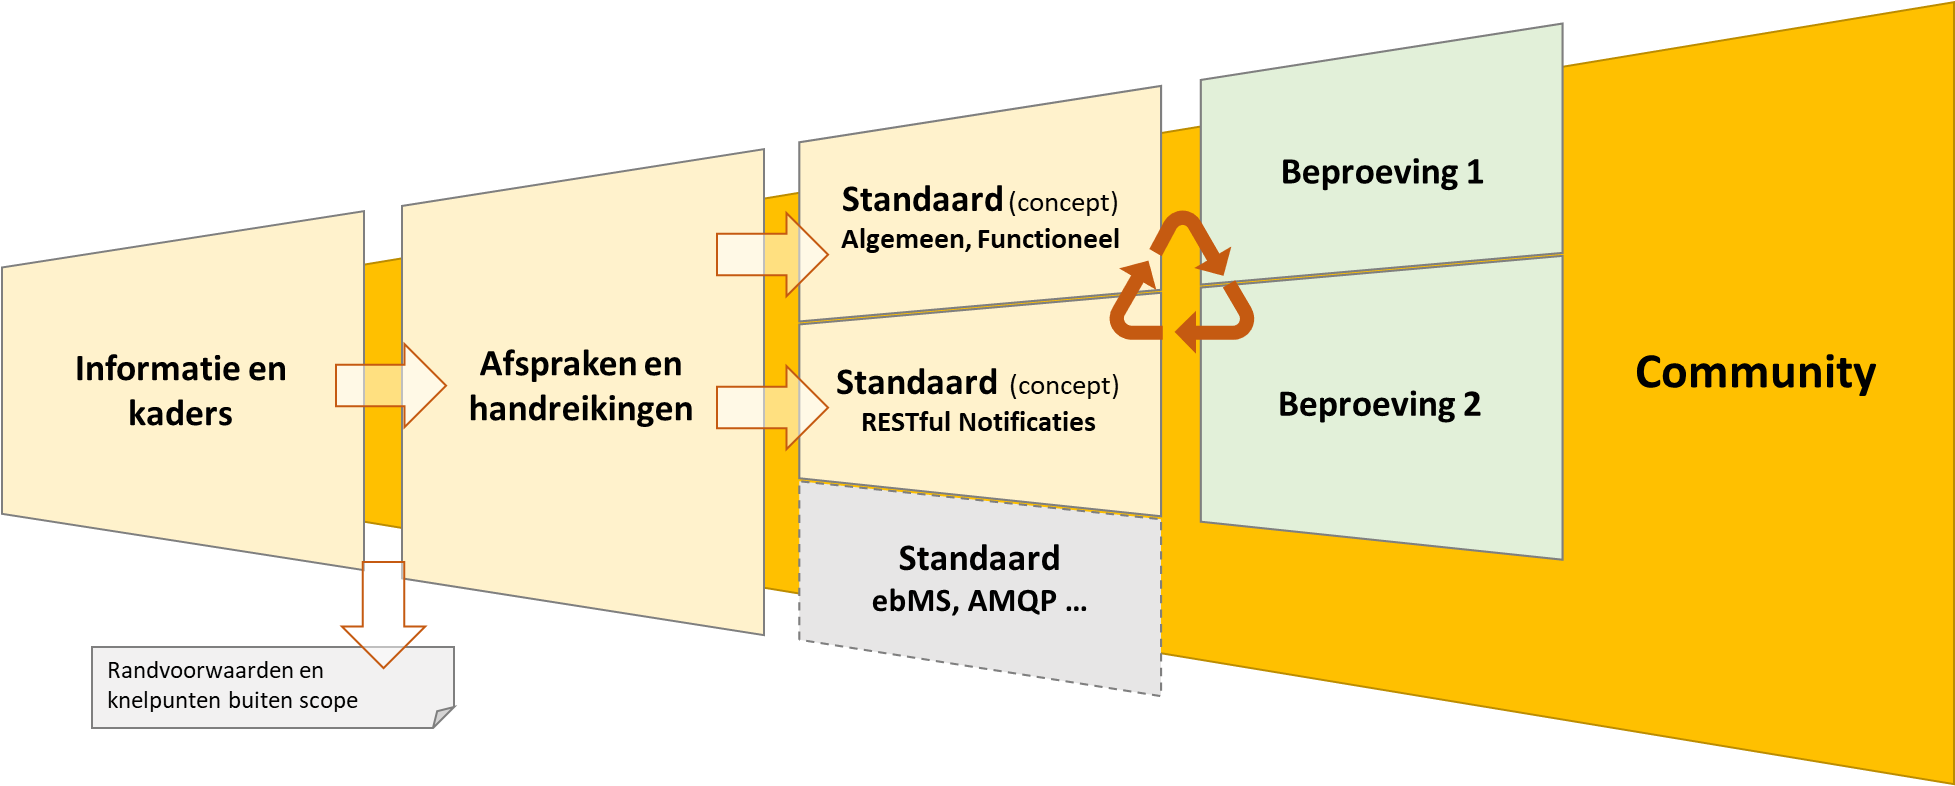 Informatie en
kaders
Randvoorwaarden en
knelpunten buiten scope
Afspraken en
handreikingen
Standaard (concept)
Algemeen, Functioneel
Standaard (concept)
RESTful Notificaties
Standaard
ebMS, AMQP ...
Beproeving 1
Beproeving 2
Community